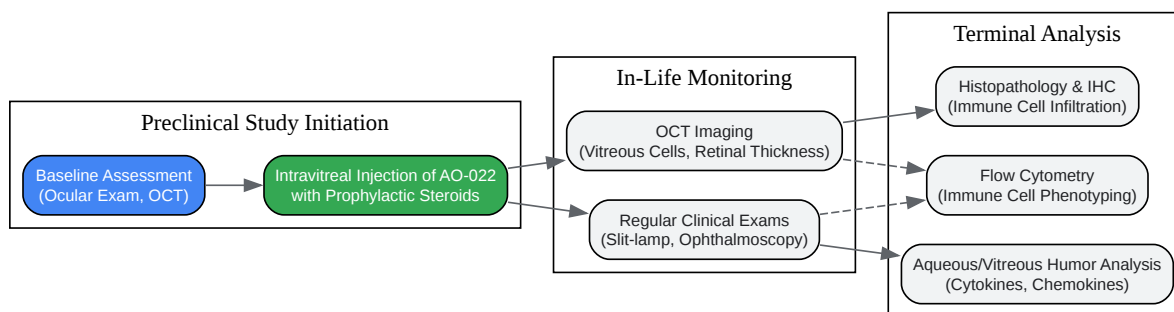 Preclinical Study Initiation
Baseline Assessment
(Ocular Exam, OCT)
Intravitreal Injection of AO-022
with Prophylactic Steroids
In-Life Monitoring
OCT Imaging
(Vitreous Cells, Retinal Thickness)
Regular Clinical Exams
(Slit-lamp, Ophthalmoscopy)
Terminal Analysis
Histopathology & IHC
(Immune Cell Infiltration)
Flow Cytometry
(Immune Cell Phenotyping)
Aqueous/Vitreous Humor Analysis
(Cytokines, Chemokines)